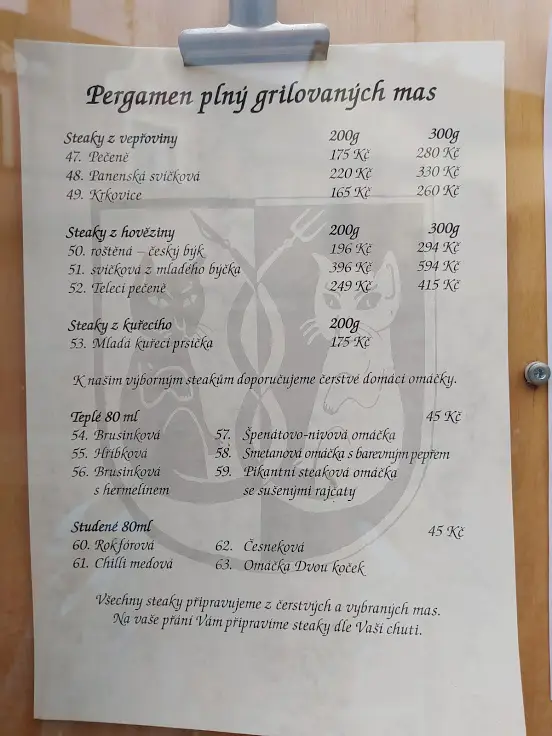 Pergamen plný grilovaných mas
Steaky z vepřoviny 200g 300g
47. Pečeně 175 Kč 280 Kč
48. Panenská svíčková 220 Kč 330 Kč
49. Krkovice 165 Kč 260 Kč
Steaky z hověziny 200g 300g
50. roštěná – český býk 196 Kč 294 Kč
51. svíčková z mladého býčka 396 Kč 594 Kč
52. Telecí pečeně 249 Kč 415 Kč
Steaky z kuřecího 200g
53. Mladá kuřecí prsíčka 175 Kč
K našim výborným steakům doporučujeme čerstvé domácí omáčky.
Teplé 80 ml 45 Kč
54. Brusinková 57. Špenátovo-nivová omáčka
55. Hříbková 58. Smetanová omáčka s barevným pepřem
56. Brusinková 59. Pikantní steaková omáčka
s hermelínem se sušenými rajčaty
Studené 80ml 45 Kč
60. Rokfórová 62. Česneková
61. Chilli medová 63. Omáčka Dvou koček
Všechny steaky připravujeme z čerstvých a vybraných mas.
Na vaše přání Vám připravíme steaky dle Vaší chuti.